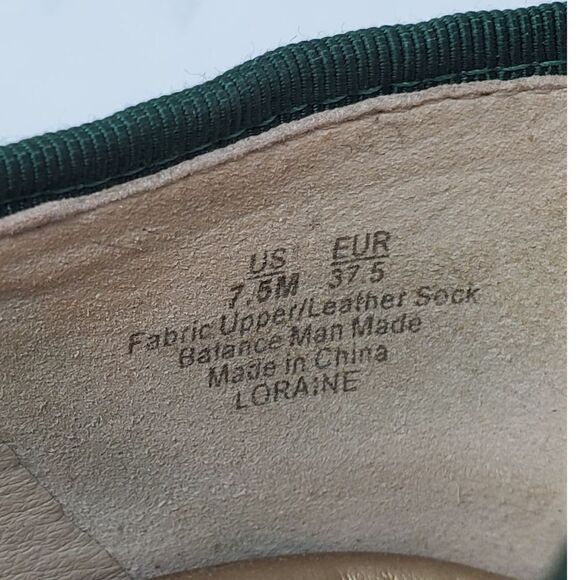 US EUR
7.5M 37.5
Fabric Upper/Leather Sock
Balance Man Made
Made in China
LORAINE